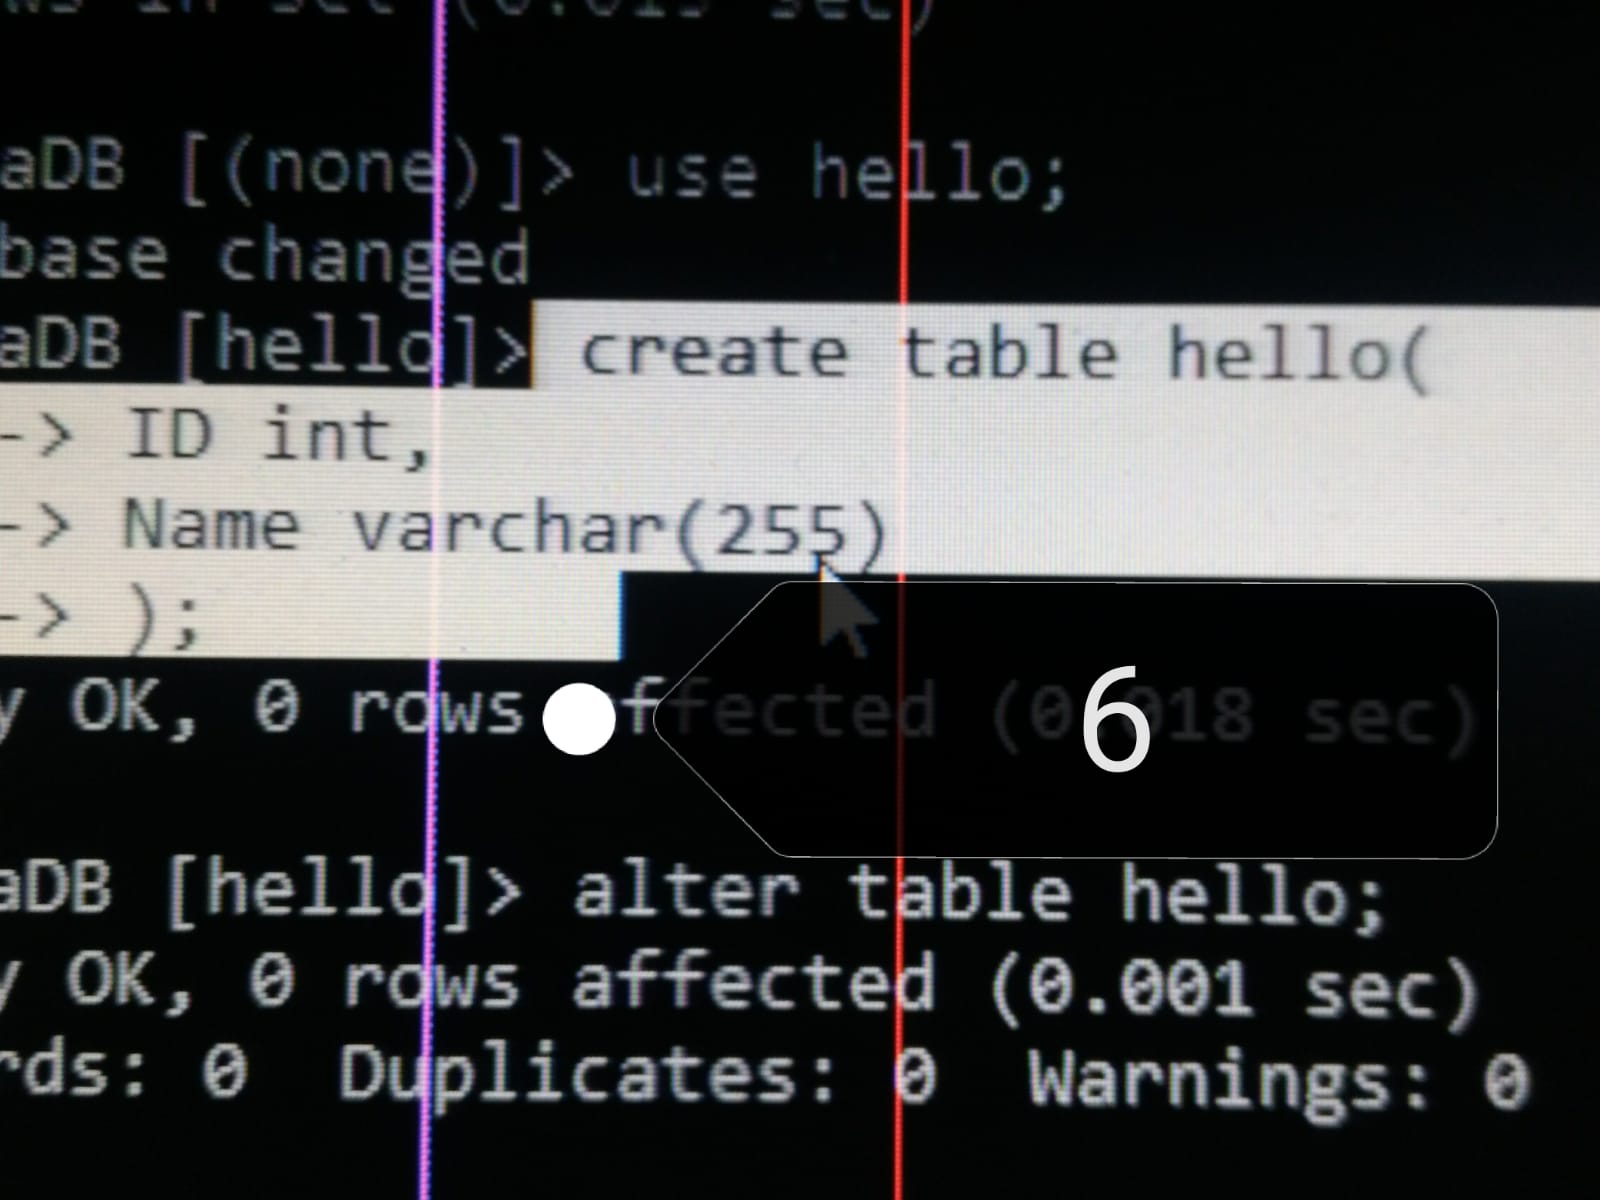 use hello;
aDB [(none)]> use hello;
base changed
aDB [hello]> create table hello(
-> ID int,
-> Name varchar(255)
-> );
y OK, 0 rows affected (0.018 sec)
6
aDB [hello]> alter table hello;
y OK, 0 rows affected (0.001 sec)
rds: 0 Duplicates: 0 Warnings: 0